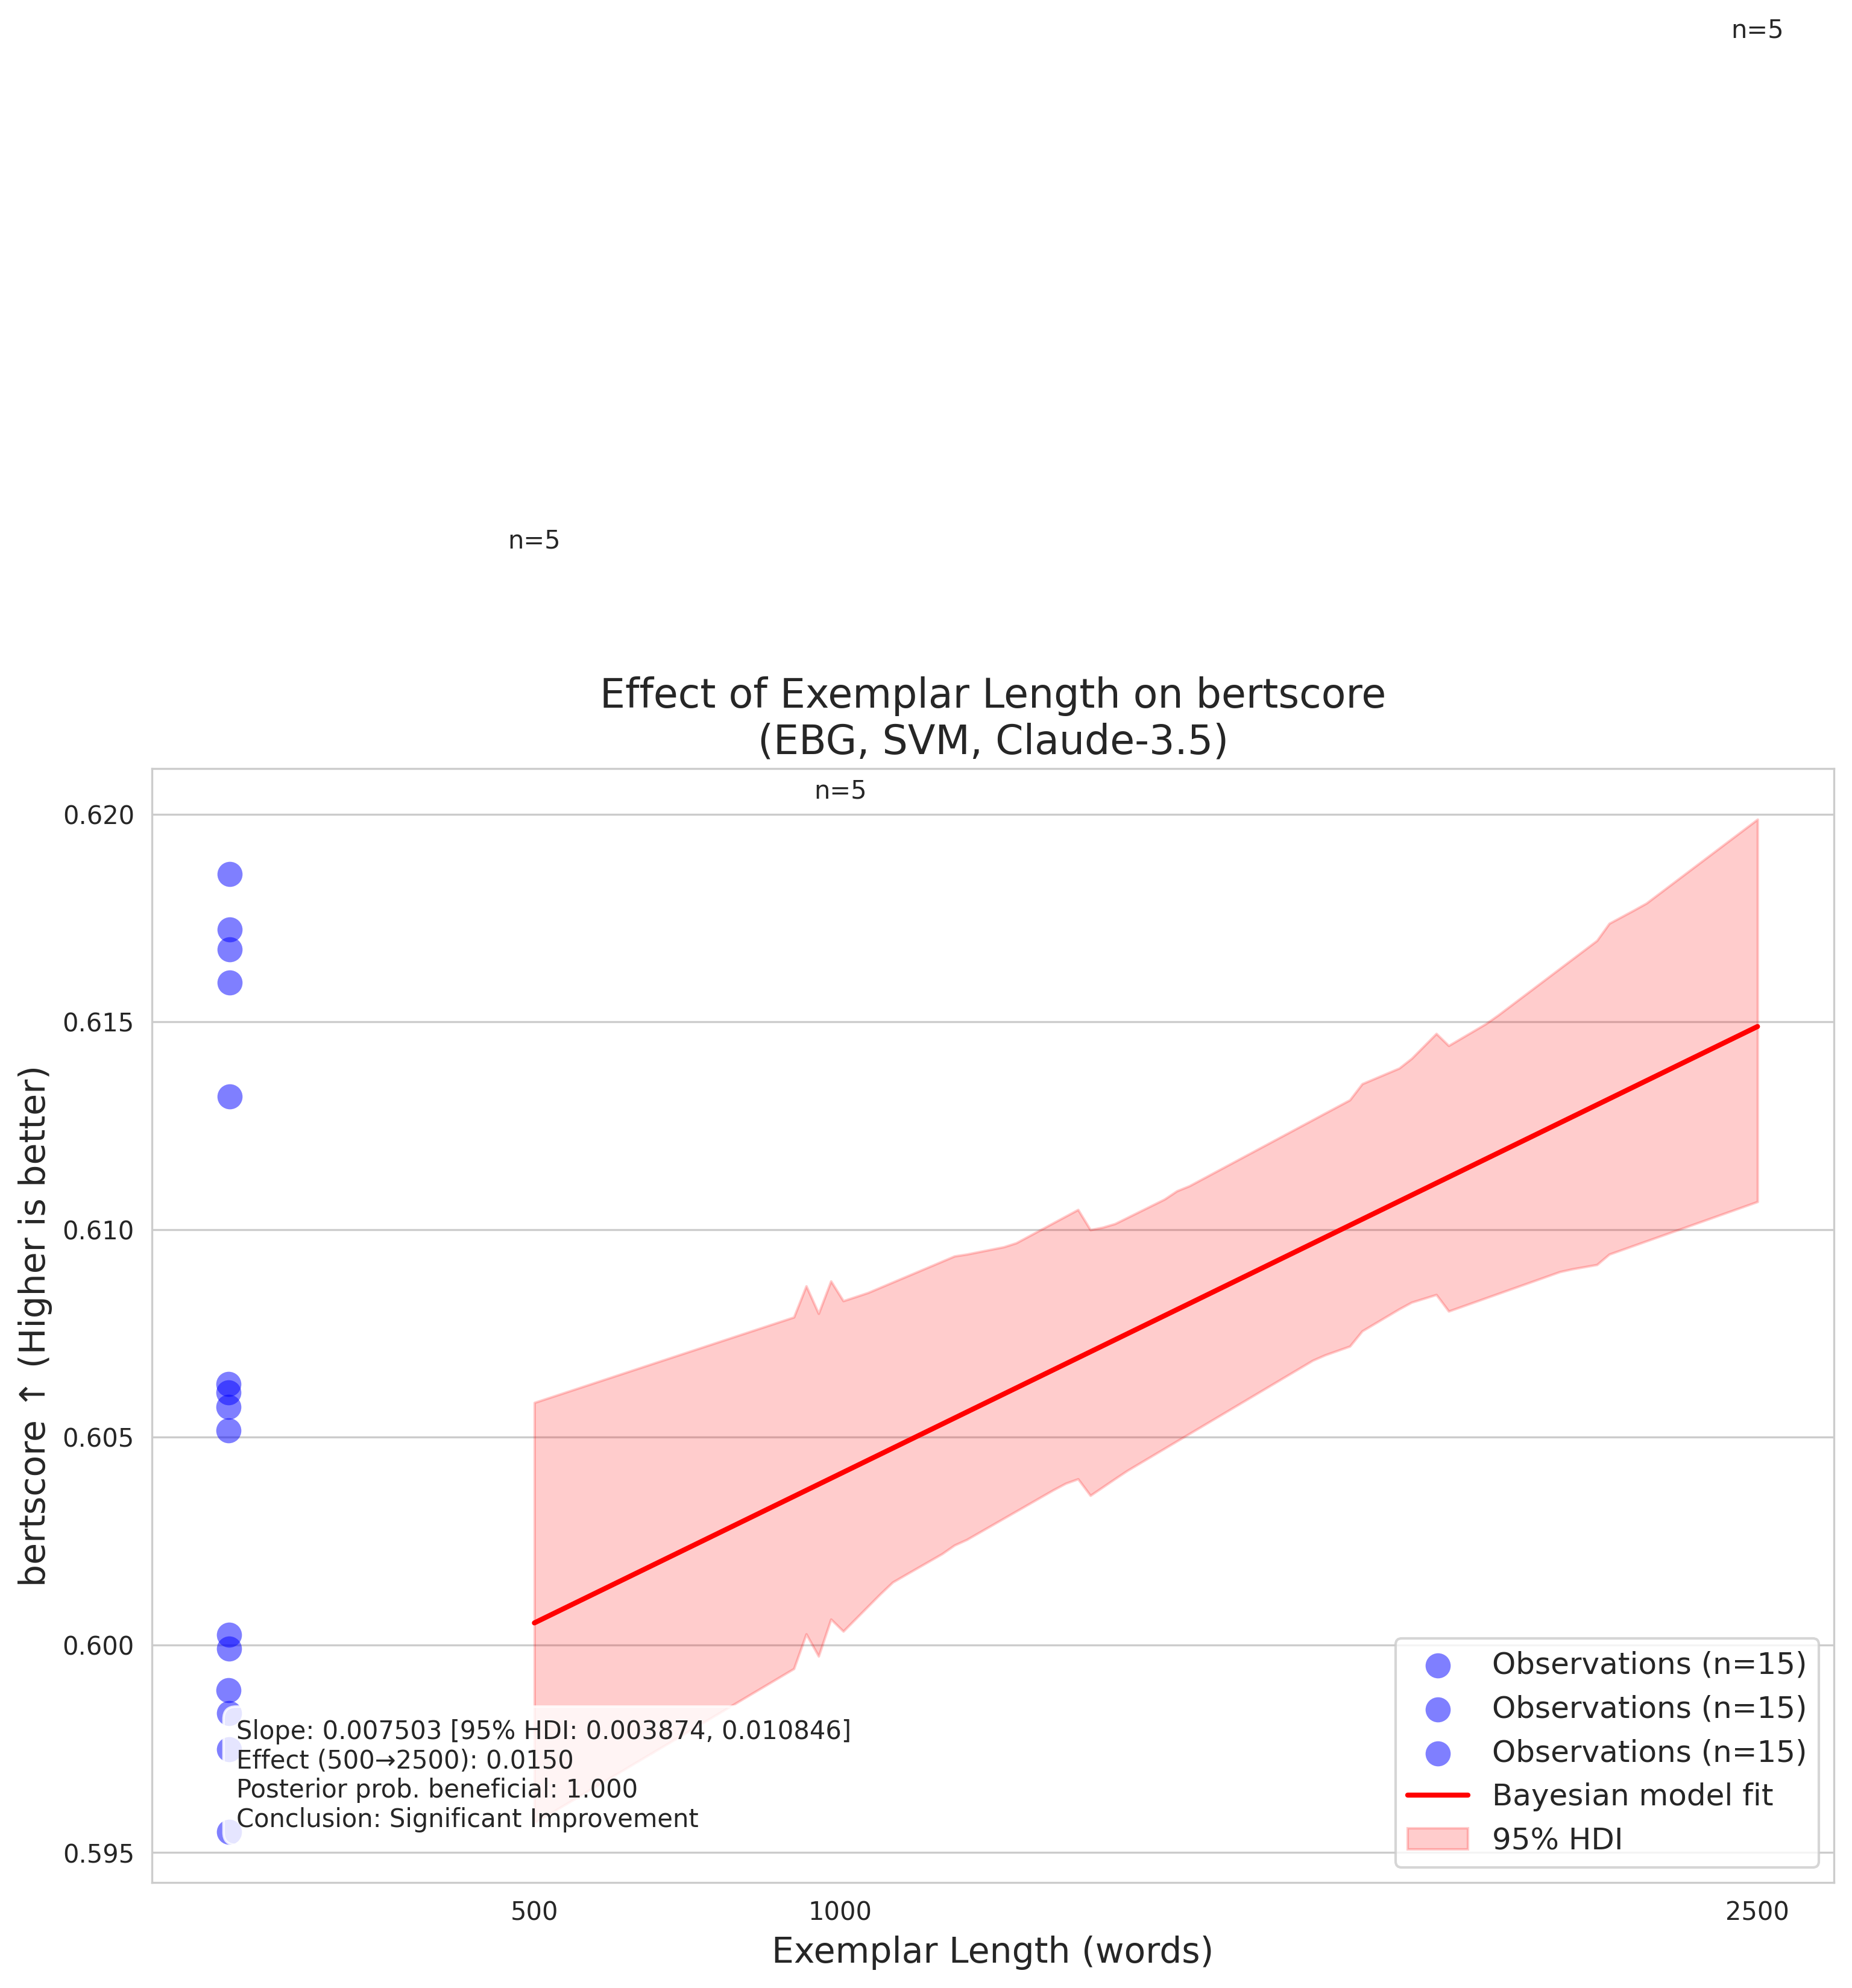 n=5
n=5
Effect of Exemplar Length on bertscore
(EBG, SVM, Claude-3.5)
n=5
0.620
0.615
0.610
0.605
0.600
0.595
bertscore ↑ (Higher is better)
Slope: 0.007503 [95% HDI: 0.003874, 0.010846]
Effect (500→2500): 0.0150
Posterior prob. beneficial: 1.000
Conclusion: Significant Improvement
Observations (n=15)
Observations (n=15)
Observations (n=15)
Bayesian model fit
95% HDI
500
1000
2500
Exemplar Length (words)